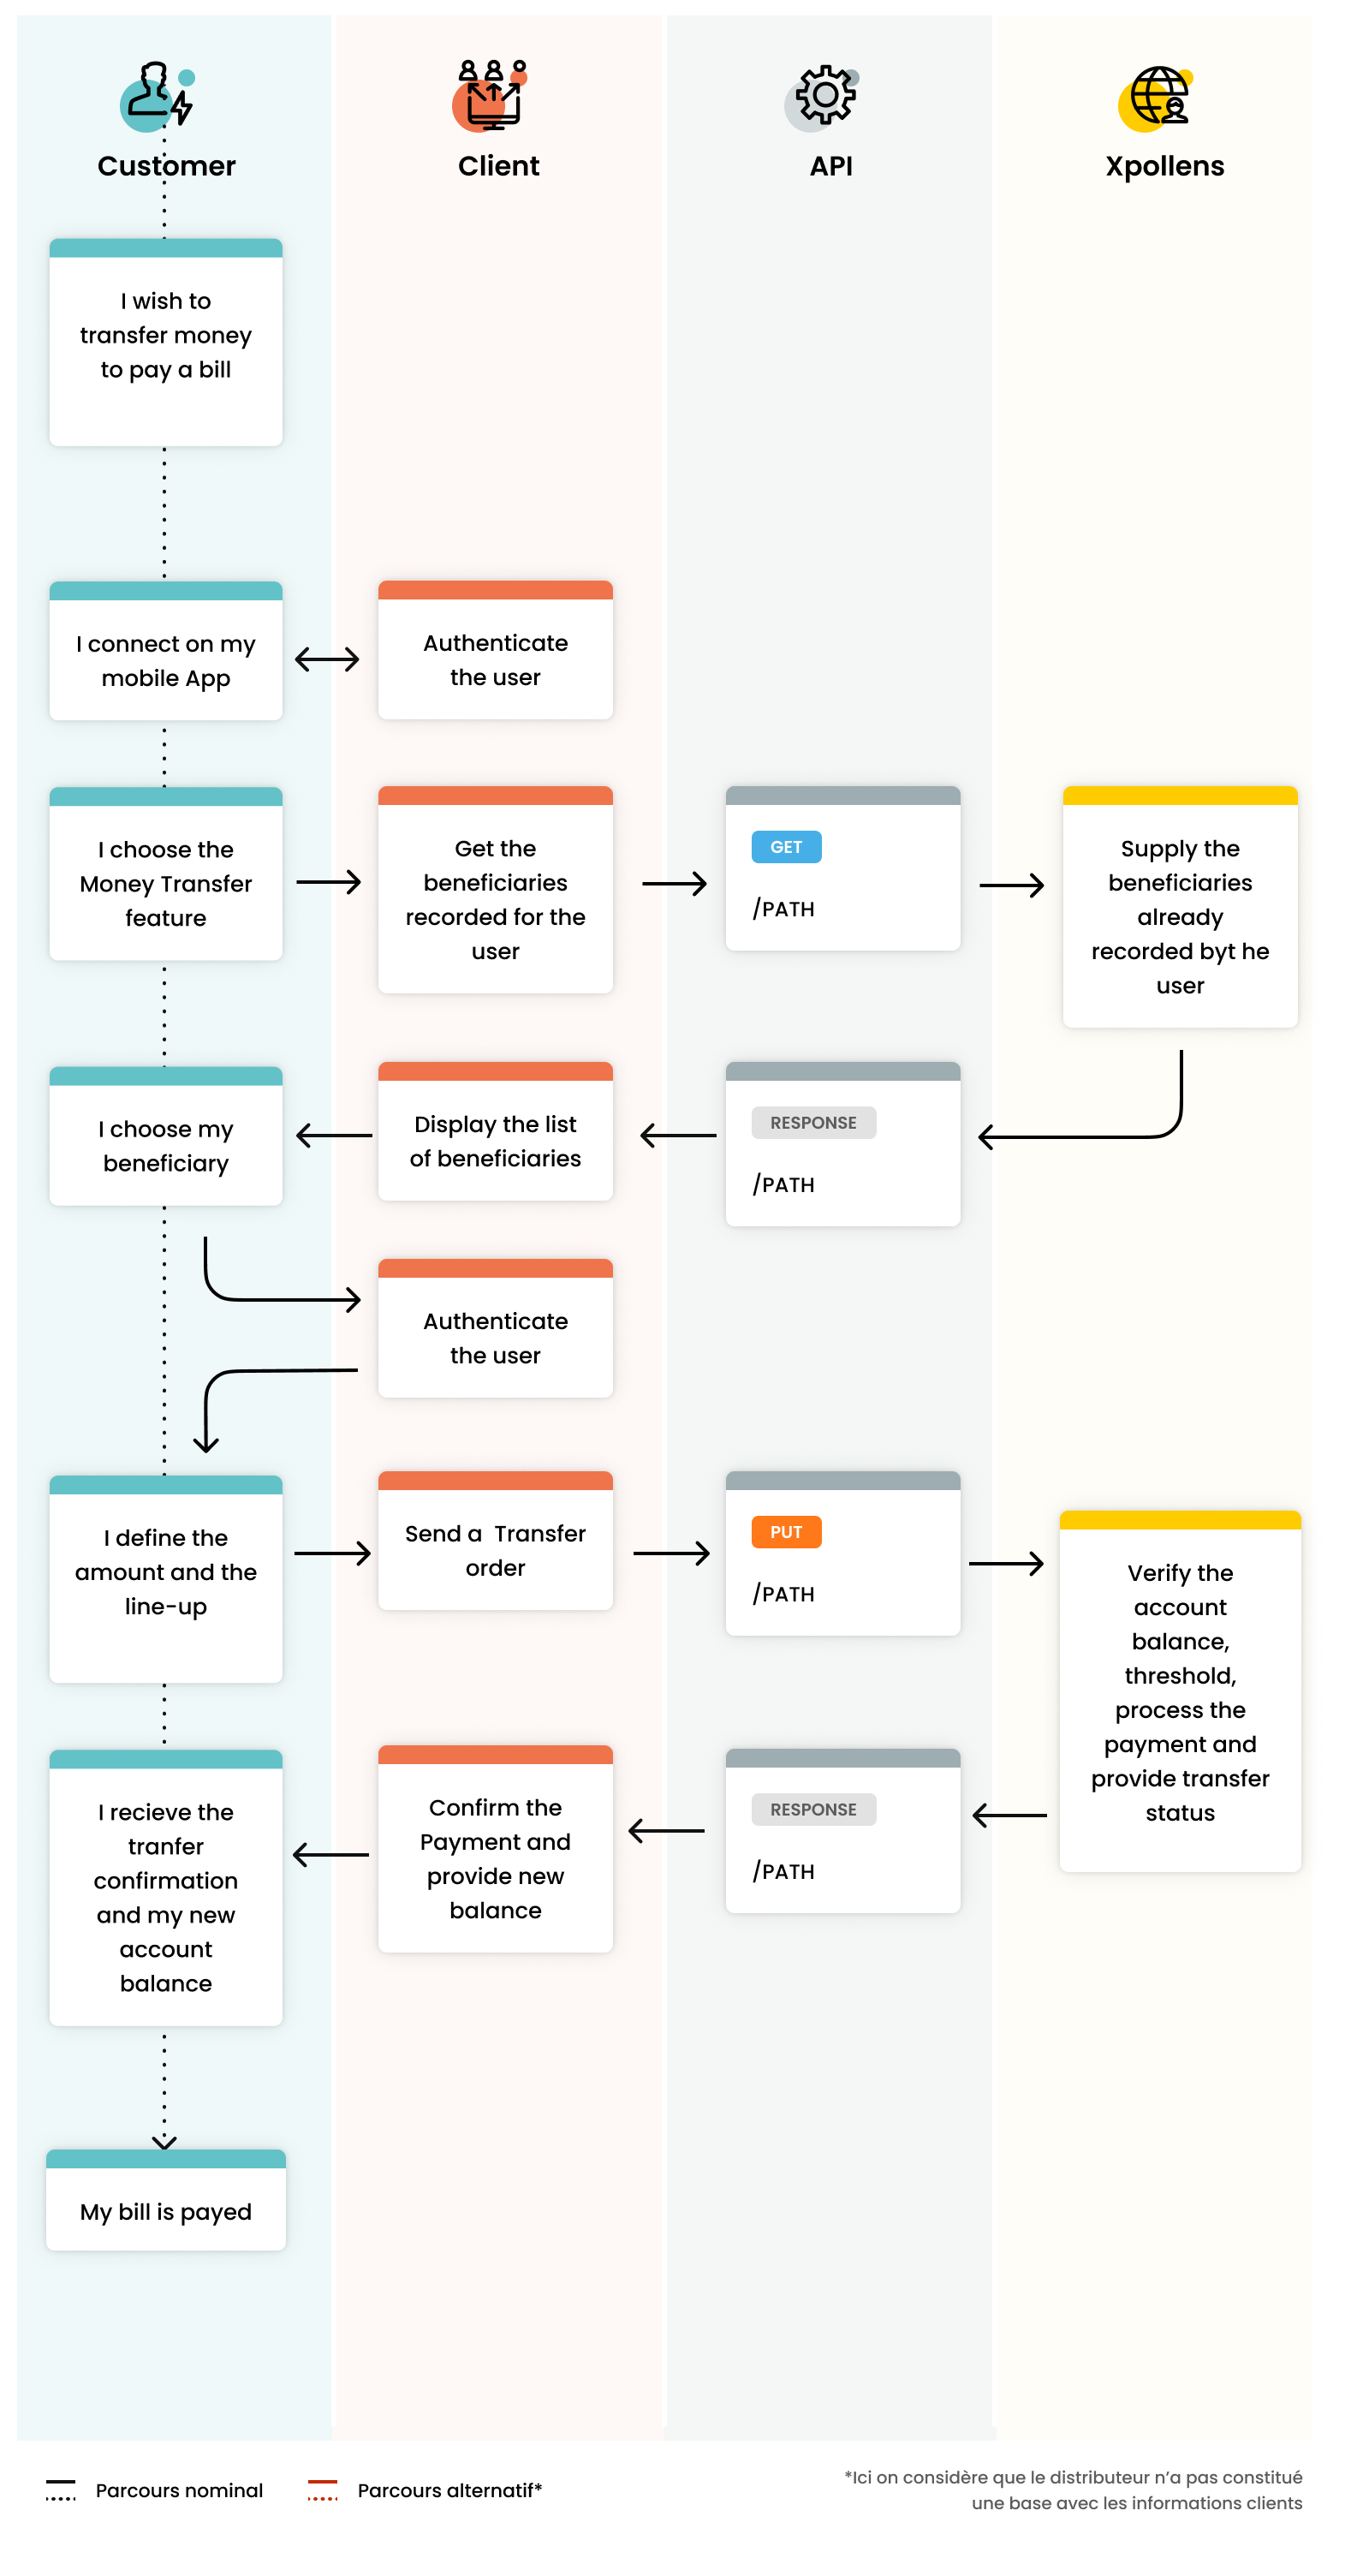 Customer
Client
API
Xpollens
I wish to
transfer money
to pay a bill
I connect on my
mobile App
Authenticate
the user
I choose the
Money Transfer
feature
Get the
beneficiaries
recorded for the
user
GET
/PATH
Supply the
beneficiaries
already
recorded byt he
user
I choose my
beneficiary
Display the list
of beneficiaries
RESPONSE
/PATH
Authenticate
the user
I define the
amount and the
line-up
Send a  Transfer
order
PUT
/PATH
Verify the
account
balance,
threshold,
process the
payment and
provide transfer
status
I recieve the
tranfer
confirmation
and my new
account
balance
Confirm the
Payment and
provide new
balance
RESPONSE
/PATH
My bill is payed
Parcours nominal
Parcours alternatif*
*Ici on considère que le distributeur n’a pas constitué
une base avec les informations clients